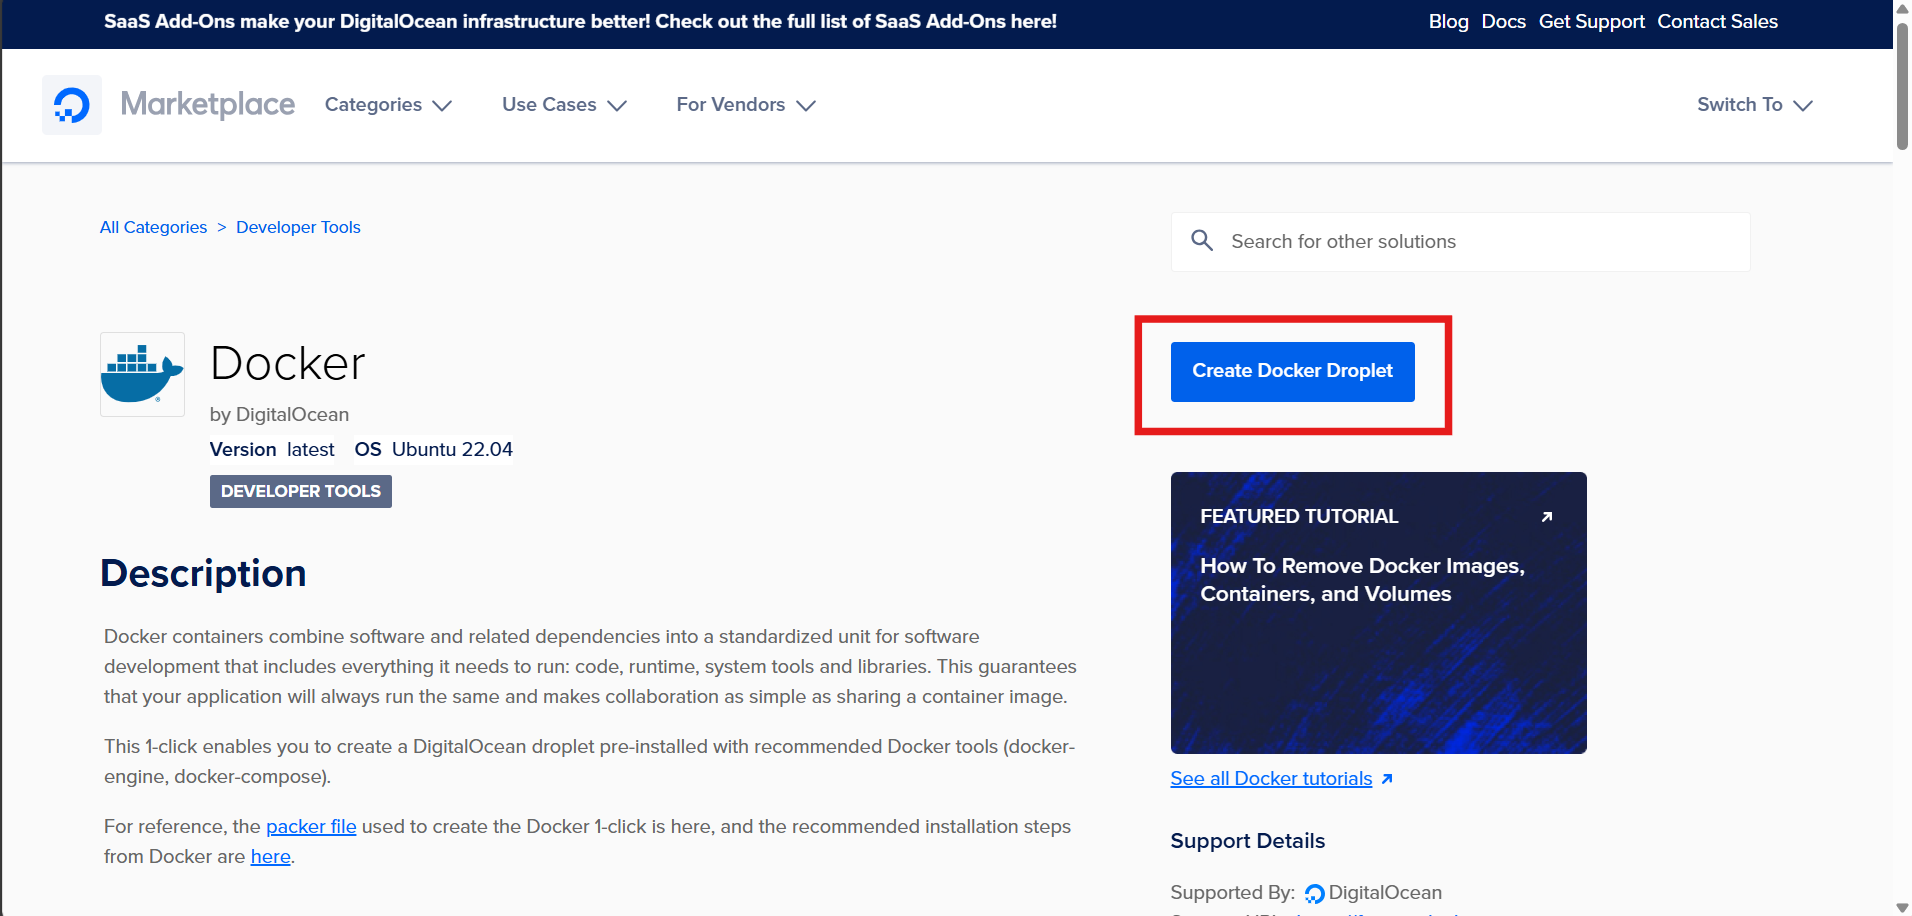 SaaS Add-Ons make your DigitalOcean infrastructure better! Check out the full list of SaaS Add-Ons here!
Blog Docs Get Support Contact Sales
Marketplace Categories Use Cases For Vendors Switch To
All Categories > Developer Tools
Search for other solutions
Docker
by DigitalOcean
Version latest OS Ubuntu 22.04
DEVELOPER TOOLS
Create Docker Droplet
Description
Docker containers combine software and related dependencies into a standardized unit for software
development that includes everything it needs to run: code, runtime, system tools and libraries. This guarantees
that your application will always run the same and makes collaboration as simple as sharing a container image.
This 1-click enables you to create a DigitalOcean droplet pre-installed with recommended Docker tools (docker-
engine, docker-compose).
For reference, the packer file used to create the Docker 1-click is here, and the recommended installation steps
from Docker are here.
FEATURED TUTORIAL
How To Remove Docker Images,
Containers, and Volumes
See all Docker tutorials
Support Details
Supported By: DigitalOcean